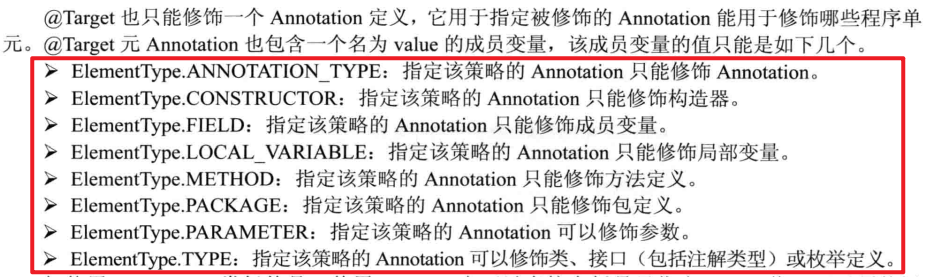 @Target 也只能修饰一个 Annotation 定义，它用于指定被修饰的 Annotation 能用于修饰哪些程序单
元。@Target 元 Annotation 也包含一个名为 value 的成员变量，该成员变量的值只能是如下几个。
➢ ElementType.ANNOTATION_TYPE：指定该策略的 Annotation 只能修饰 Annotation。
➢ ElementType.CONSTRUCTOR：指定该策略的 Annotation 只能修饰构造器。
➢ ElementType.FIELD：指定该策略的 Annotation 只能修饰成员变量。
➢ ElementType.LOCAL_VARIABLE：指定该策略的 Annotation 只能修饰局部变量。
➢ ElementType.METHOD：指定该策略的 Annotation 只能修饰方法定义。
➢ ElementType.PACKAGE：指定该策略的 Annotation 只能修饰包定义。
➢ ElementType.PARAMETER：指定该策略的 Annotation 可以修饰参数。
➢ ElementType.TYPE：指定该策略的 Annotation 可以修饰类、接口（包括注解类型）或枚举定义。